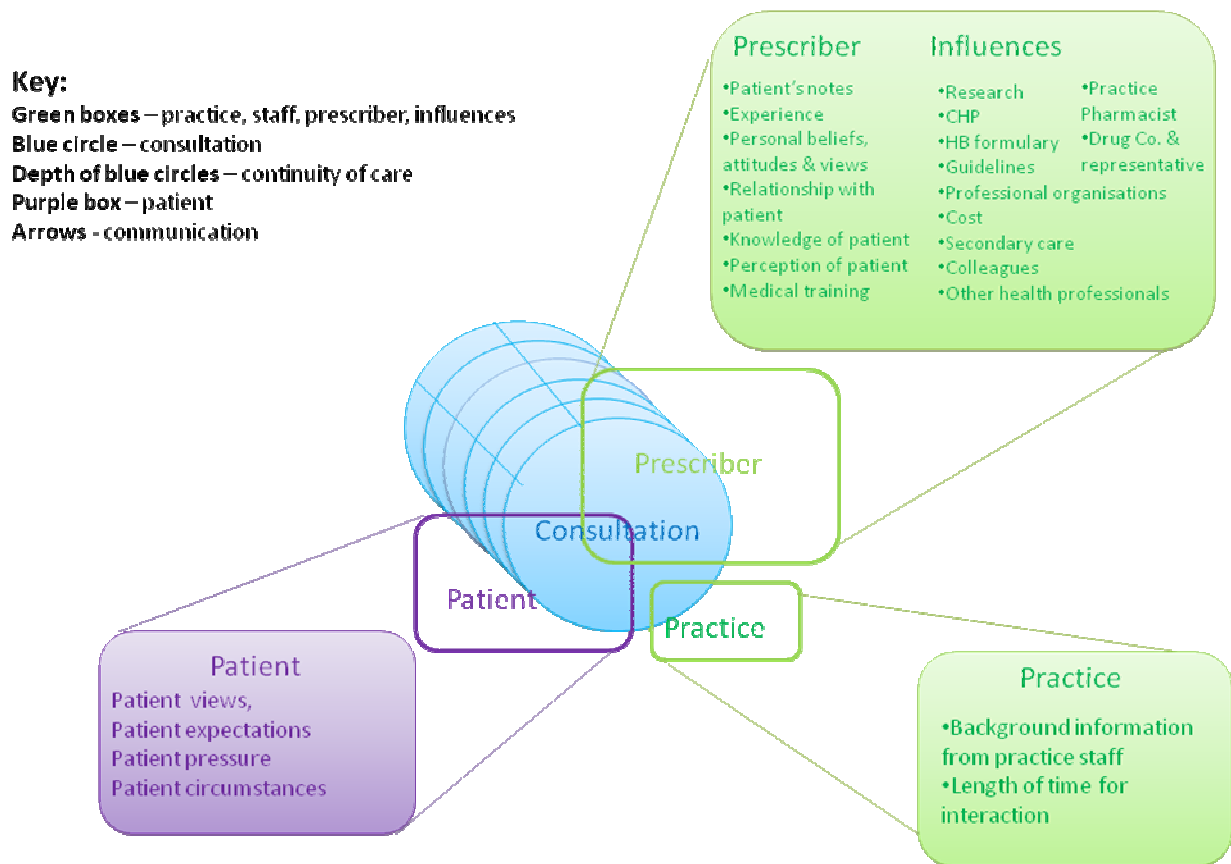 Key:
Green boxes – practice, staff, prescriber, influences
Blue circle – consultation
Depth of blue circles – continuity of care
Purple box – patient
Arrows - communication
Prescriber
•Patient's notes
•Experience
•Personal beliefs,
attitudes & views
•Relationship with
patient
•Knowledge of patient
•Perception of patient
•Medical training
Influences
•Research
•CHP
•HB formulary
•Guidelines
•Professional organisations
•Cost
•Secondary care
•Colleagues
•Other health professionals
•Practice
Pharmacist
•Drug Co. &
representative
Prescriber
Consultation
Patient
Practice
Patient
Patient views,
Patient expectations
Patient pressure
Patient circumstances
Practice
•Background information
from practice staff
•Length of time for
interaction